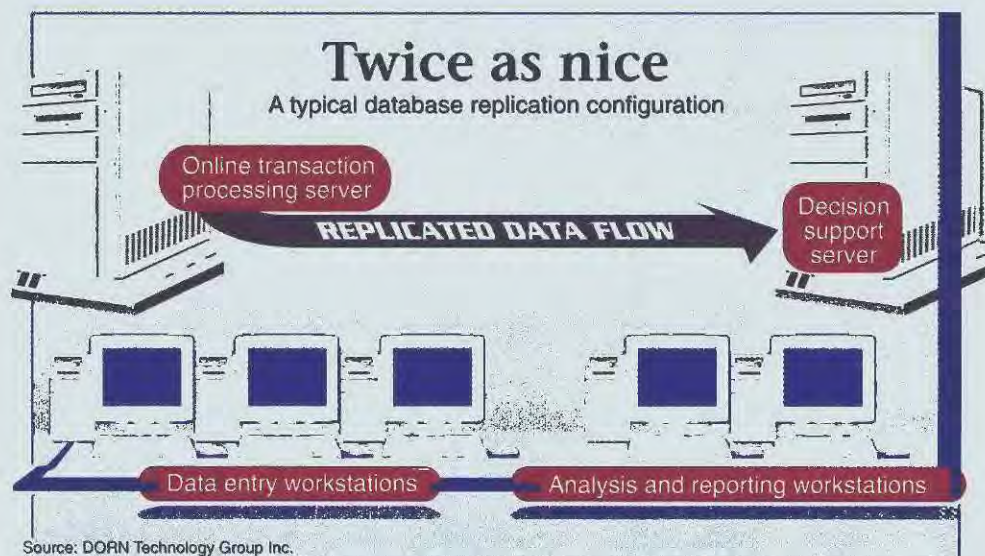 Twice as nice
A typical database replication configuration
Online transaction
processing server
REPLICATED DATA FLOW
Decision
support
server
Data entry workstations
Analysis and reporting workstations
Source: DORN Technology Group Inc.